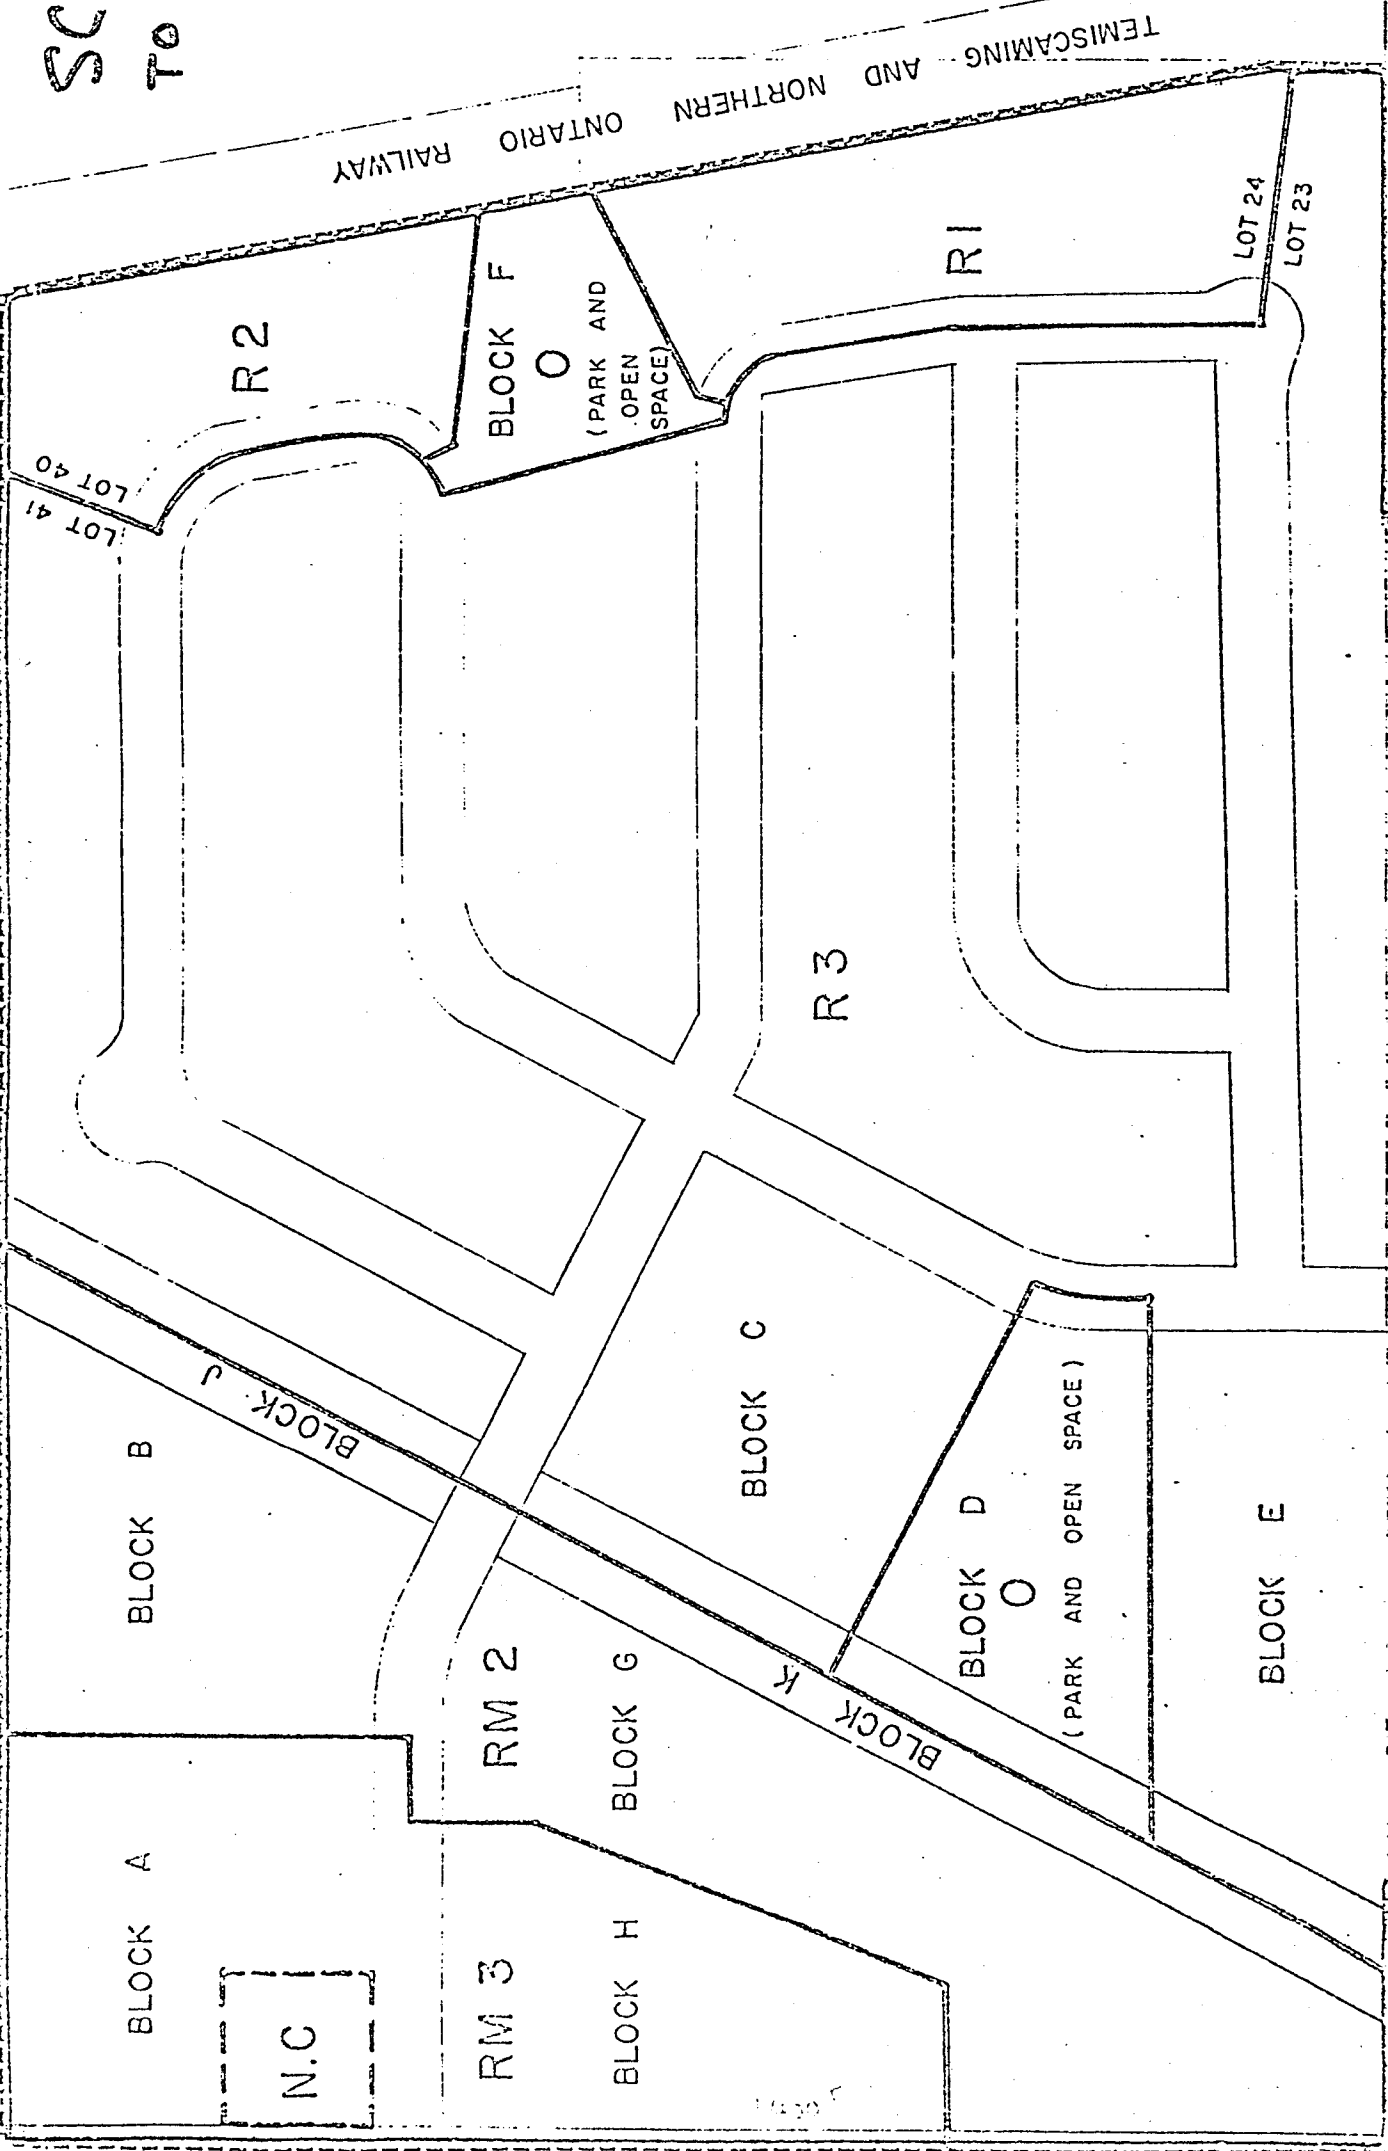 SC
TO
TEMISCAMING AND NORTHERN ONTARIO RAILWAY
R2
BLOCK F
O
(PARK AND
OPEN
SPACE)
R1
LOT 24
LOT 23
LOT 40
LOT 41
R3
BLOCK J
BLOCK B
BLOCK C
BLOCK D
O
(PARK AND OPEN SPACE)
BLOCK E
RM 2
BLOCK G
BLOCK K
BLOCK A
N.C
RM 3
BLOCK H